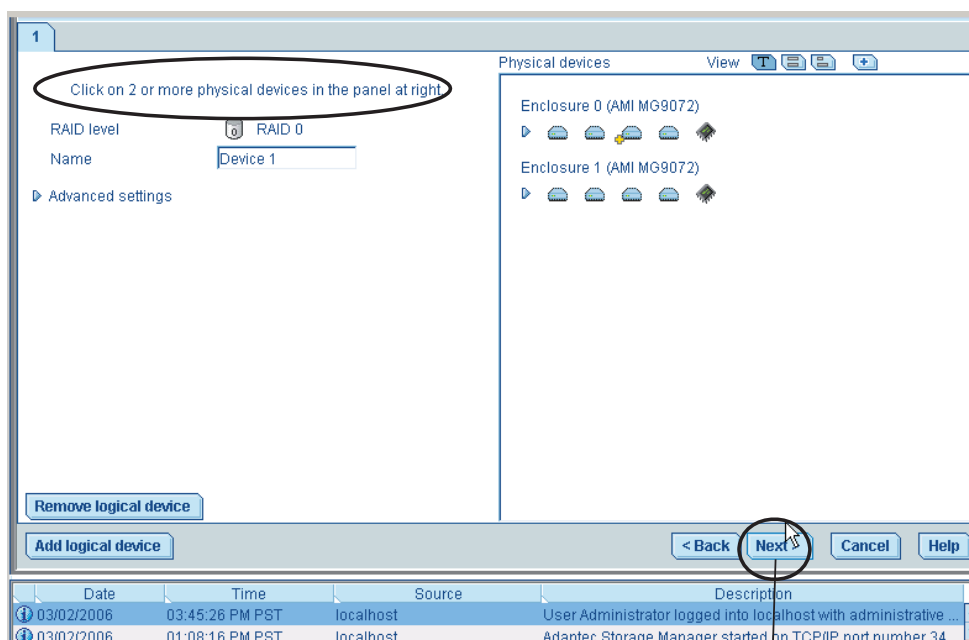 1
Physical devices View T
Click on 2 or more physical devices in the panel at right.
RAID level 0 RAID 0
Name Device 1
Advanced settings
Enclosure 0 (AMI MG9072)
Enclosure 1 (AMI MG9072)
Remove logical device
Add logical device < Back Next > Cancel Help
Date Time Source Description
03/02/2006 03:45:26 PM PST localhost User Administrator logged into localhost with administrative ...
03/02/2006 01:08:16 PM PST localhost Adaptec Storage Manager started on TCP/IP port number 34